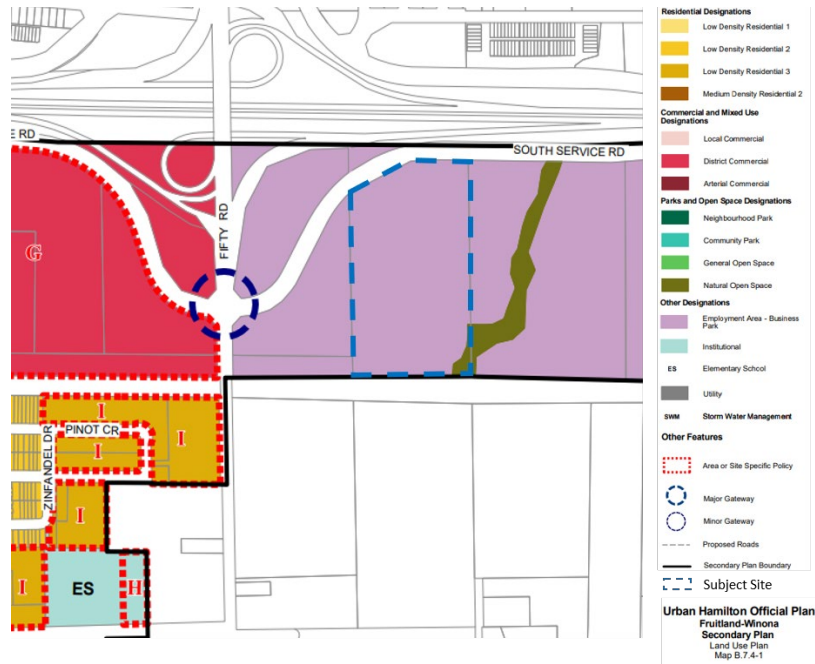 E RD
SOUTH SERVICE RD
FIFTY RD
G
I
PINOT CR
I
I
ZINFANDEL DR
I
I
ES
H
Residential Designations
Low Density Residential 1
Low Density Residential 2
Low Density Residential 3
Medium Density Residential 2
Commercial and Mixed Use
Designations
Local Commercial
District Commercial
Arterial Commercial
Parks and Open Space Designations
Neighbourhood Park
Community Park
General Open Space
Natural Open Space
Other Designations
Employment Area - Business
Park
Institutional
ES Elementary School
Utility
SWM Storm Water Management
Other Features
Area or Site Specific Policy
Major Gateway
Minor Gateway
Proposed Roads
Secondary Plan Boundary
Subject Site
Urban Hamilton Official Plan
Fruitland-Winona
Secondary Plan
Land Use Plan
Map B.7.4-1